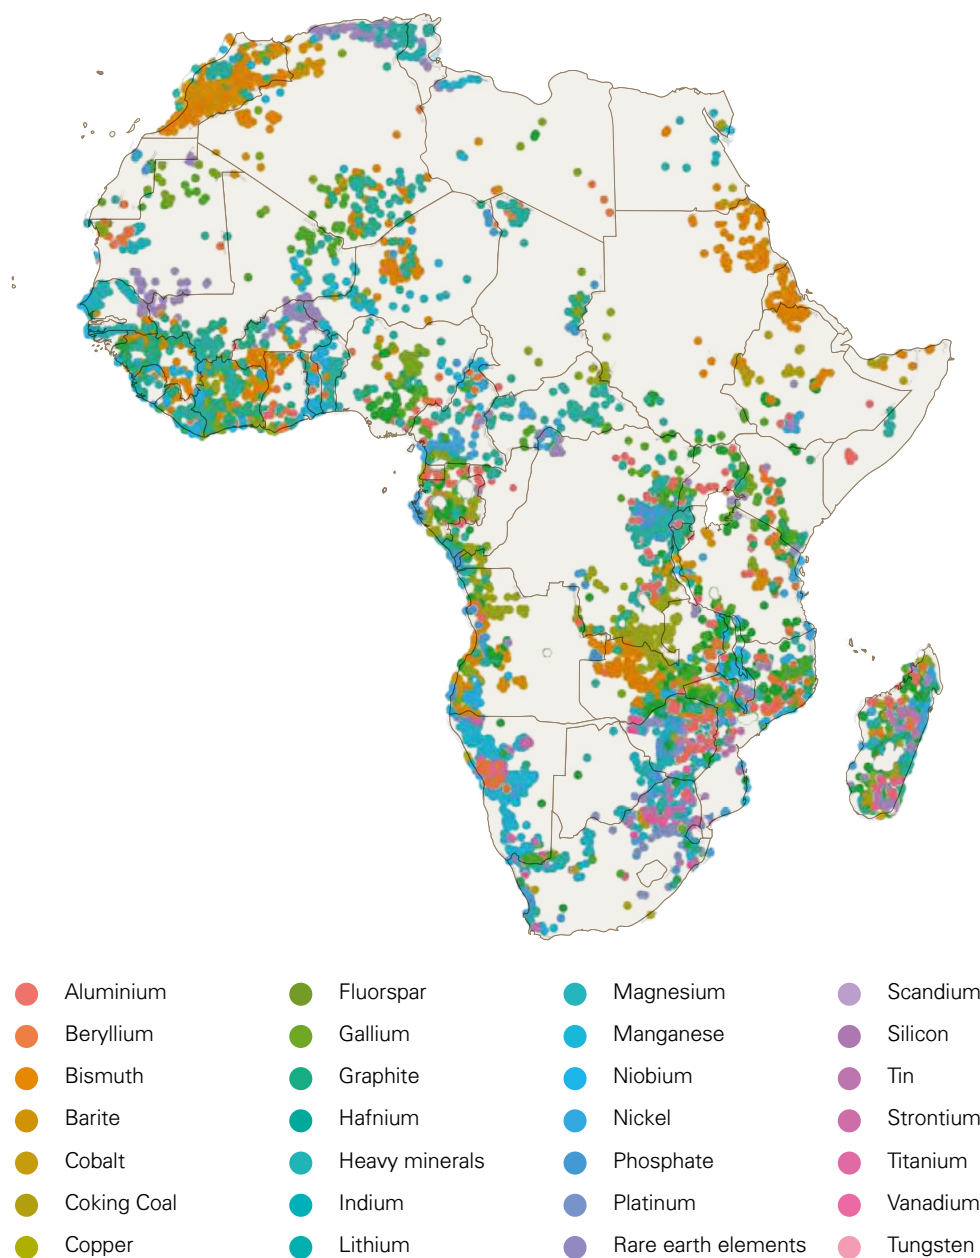 Aluminium
Beryllium
Bismuth
Barite
Cobalt
Coking Coal
Copper
Fluorspar
Gallium
Graphite
Hafnium
Heavy minerals
Indium
Lithium
Magnesium
Manganese
Niobium
Nickel
Phosphate
Platinum
Rare earth elements
Scandium
Silicon
Tin
Strontium
Titanium
Vanadium
Tungsten